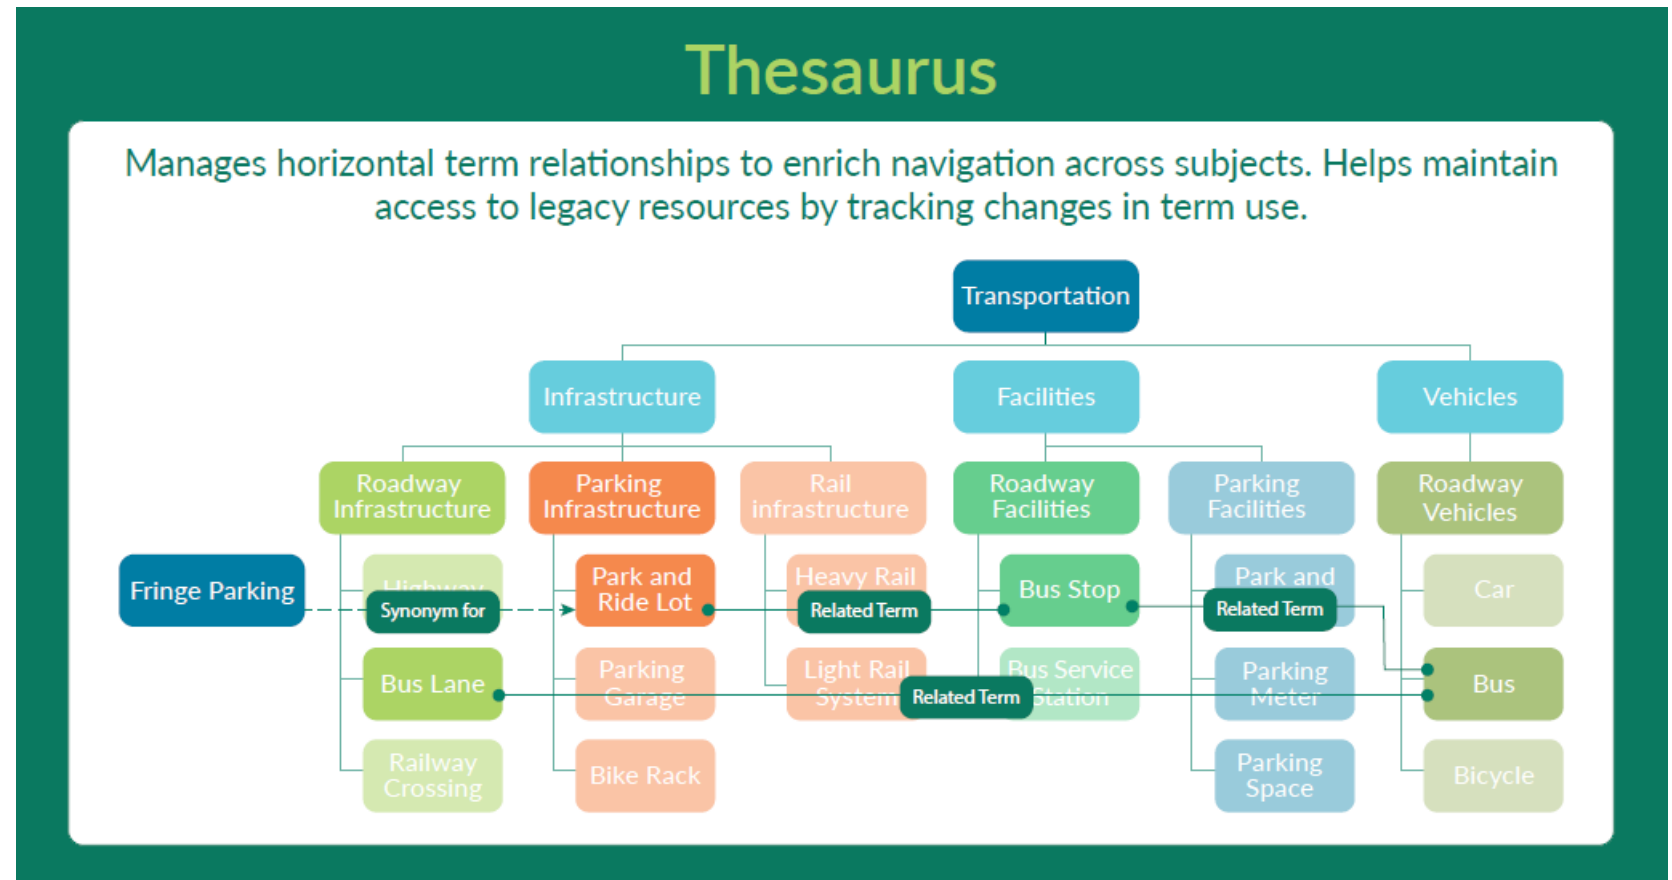 Thesaurus
Manages horizontal term relationships to enrich navigation across subjects. Helps maintain
access to legacy resources by tracking changes in term use.
Transportation
Infrastructure
Facilities
Vehicles
Roadway
Infrastructure
Parking
Infrastructure
Rail
infrastructure
Roadway
Facilities
Parking
Facilities
Roadway
Vehicles
Fringe Parking
Highway
Synonym for
Park and
Ride Lot
Heavy Rail
Related Term
Bus Stop
Park and
Related Term
Car
Bus Lane
Parking
Garage
Light Rail
System
Related Term
Bus Service
Station
Parking
Meter
Bus
Railway
Crossing
Bike Rack
Parking
Space
Bicycle